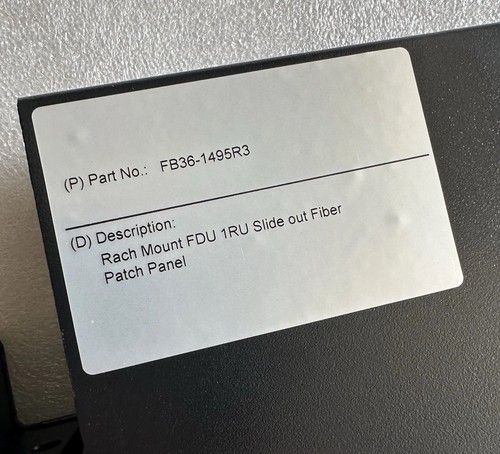 (P) Part No.: FB36-1495R3
(D) Description:
Rach Mount FDU 1RU Slide out Fiber
Patch Panel